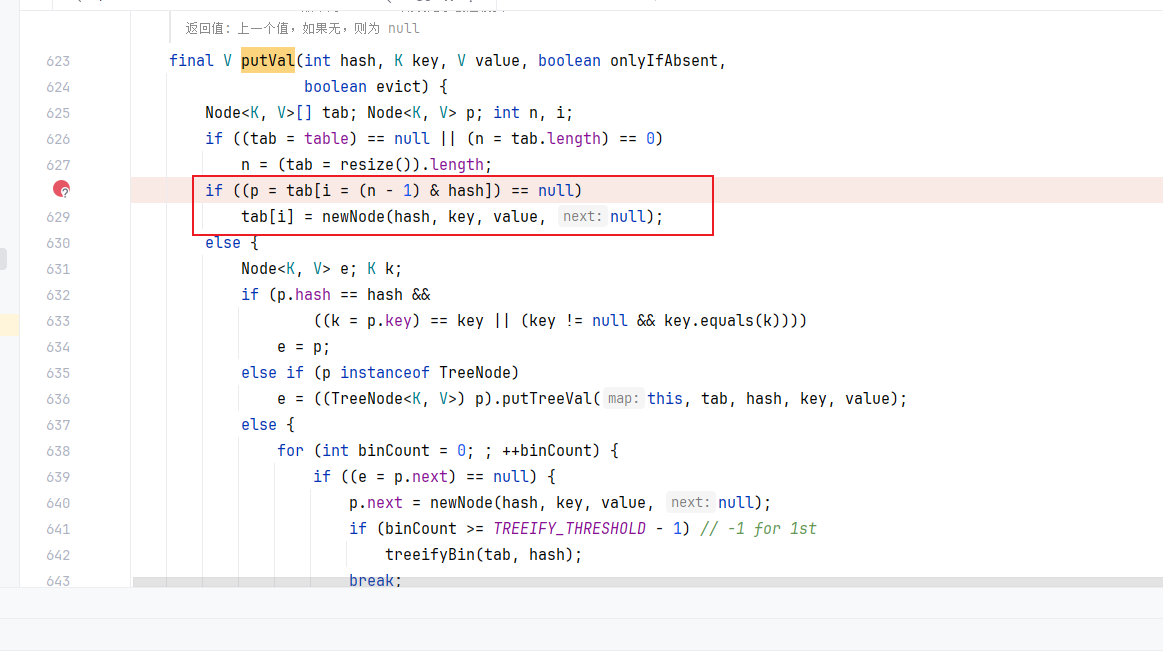 返回值：上一个值，如果无，则为 null
623 final V putVal(int hash, K key, V value, boolean onlyIfAbsent,
624 boolean evict) {
625 Node<K, V>[] tab; Node<K, V> p; int n, i;
626 if ((tab = table) == null || (n = tab.length) == 0)
627 n = (tab = resize()).length;
if ((p = tab[i = (n - 1) & hash]) == null)
629 tab[i] = newNode(hash, key, value, next: null);
630 else {
631 Node<K, V> e; K k;
632 if (p.hash == hash &&
633 ((k = p.key) == key || (key != null && key.equals(k))))
634 e = p;
635 else if (p instanceof TreeNode)
636 e = ((TreeNode<K, V>) p).putTreeVal( map: this, tab, hash, key, value);
637 else {
638 for (int binCount = 0; ; ++binCount) {
639 if ((e = p.next) == null) {
640 p.next = newNode(hash, key, value, next: null);
641 if (binCount >= TREEIFY_THRESHOLD - 1) // -1 for 1st
642 treeifyBin(tab, hash);
643 break;